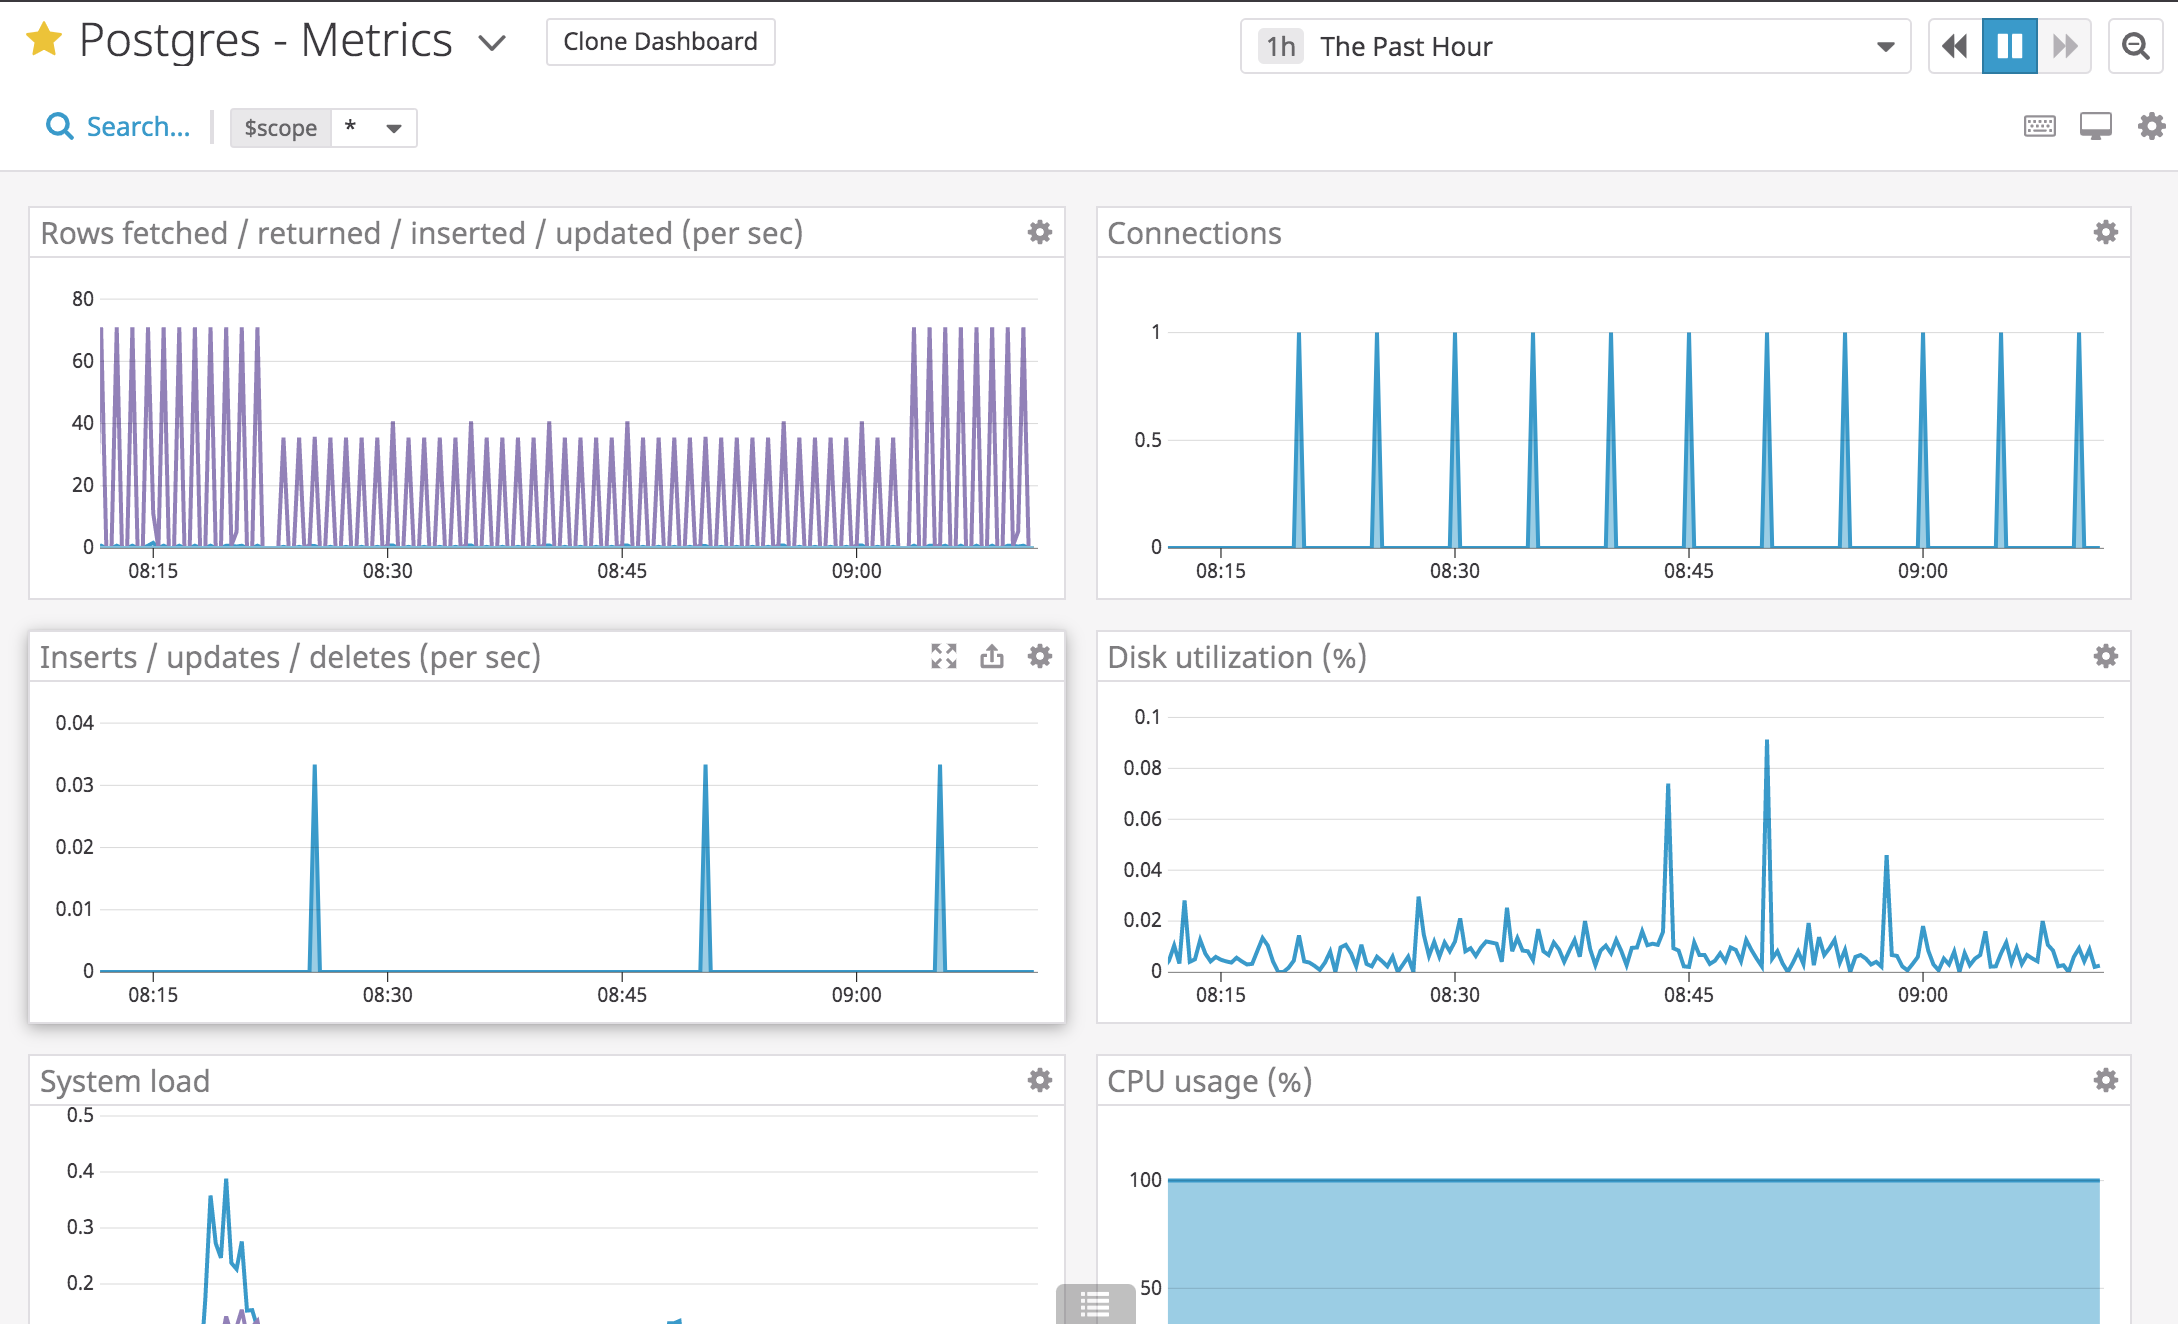 Postgres - Metrics
Clone Dashboard
1h The Past Hour
Search...
$scope *
Rows fetched / returned / inserted / updated (per sec)
80
60
40
20
0
08:15 08:30 08:45 09:00
Connections
1
0.5
0
08:15 08:30 08:45 09:00
Inserts / updates / deletes (per sec)
0.04
0.03
0.02
0.01
0
08:15 08:30 08:45 09:00
Disk utilization (%)
0.1
0.08
0.06
0.04
0.02
0
08:15 08:30 08:45 09:00
System load
0.5
0.4
0.3
0.2
CPU usage (%)
100
50